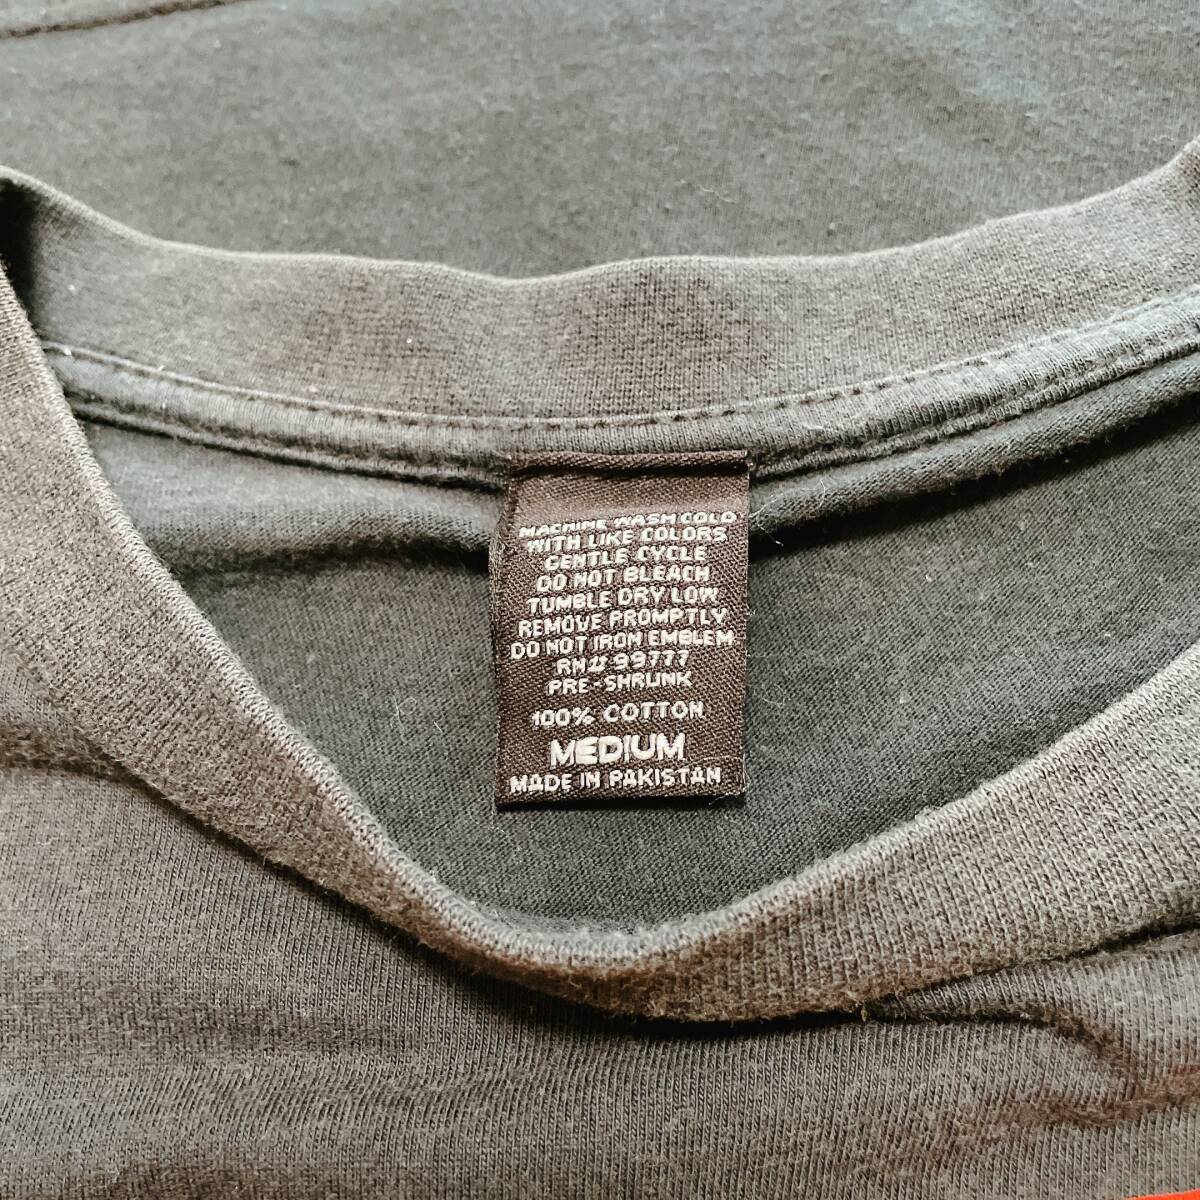 MACHINE WASH COLD
WITH LIKE COLORS
GENTLE CYCLE
DO NOT BLEACH
TUMBLE DRY LOW
REMOVE PROMPTLY
DO NOT IRON EMBLEM
RN# 99777
PRE-SHRUNK
100% COTTON
MEDIUM
MADE IN PAKISTAN